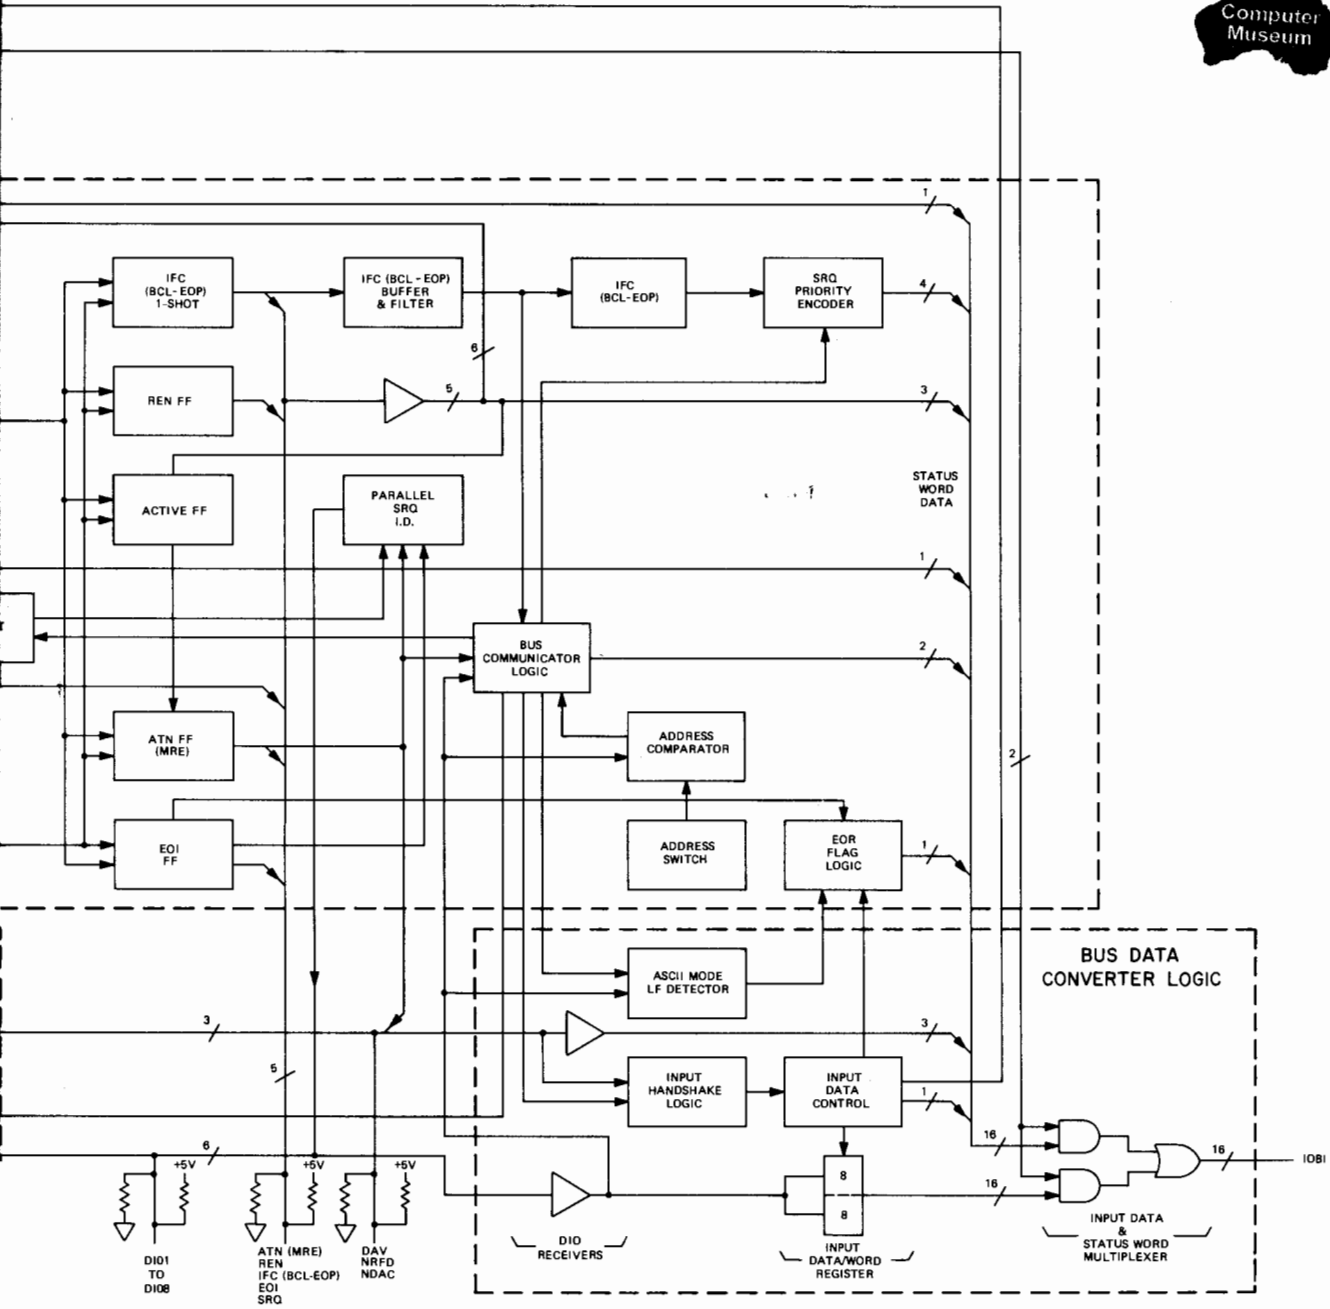 Computer
Museum
1
IFC
(BCL-EOP)
1-SHOT
IFC (BCL-EOP)
BUFFER
& FILTER
IFC
(BCL-EOP)
SRQ
PRIORITY
ENCODER
4
6
REN FF
5
3
ACTIVE FF
PARALLEL
SRQ
I.D.
STATUS
WORD
DATA
1
BUS
COMMUNICATOR
LOGIC
2
ATN FF
(MRE)
ADDRESS
COMPARATOR
2
EOI
FF
ADDRESS
SWITCH
EOR
FLAG
LOGIC
1
BUS DATA
CONVERTER LOGIC
ASCII MODE
LF DETECTOR
3
3
5
INPUT
HANDSHAKE
LOGIC
INPUT
DATA
CONTROL
1
16
6
+5V
+5V
+5V
8
8
16
16
IOBI
DIO
RECEIVERS
INPUT
DATA/WORD
REGISTER
INPUT DATA
&
STATUS WORD
MULTIPLEXER
DIO1
TO
DIO8
ATN (MRE)
REN
IFC (BCL-EOP)
EOI
SRQ
DAV
NRFD
NDAC